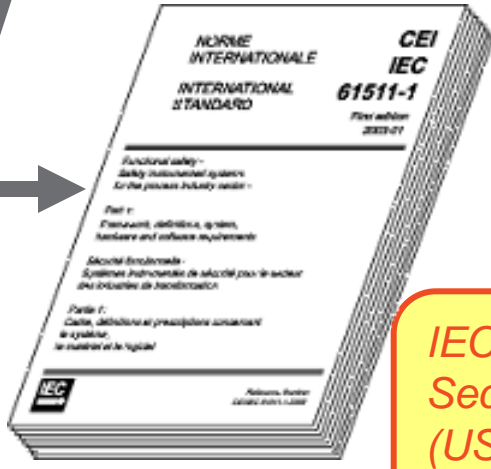 NORME
INTERNATIONALE
INTERNATIONAL
STANDARD
CEI
IEC
61511-1
First edition
2003-01
Functional safety –
Safety instrumented systems
for the process industry sector –
Part 1:
Framework, definitions, system,
hardware and software requirements
Sécurité fonctionnelle –
Systèmes instrumentés de sécurité pour le secteur
des industries de transformation
Partie 1:
Cadre, définitions et prescriptions concernant
le système,
le matériel et le logiciel
IEC
Reference Number
IEC
Sec
(US